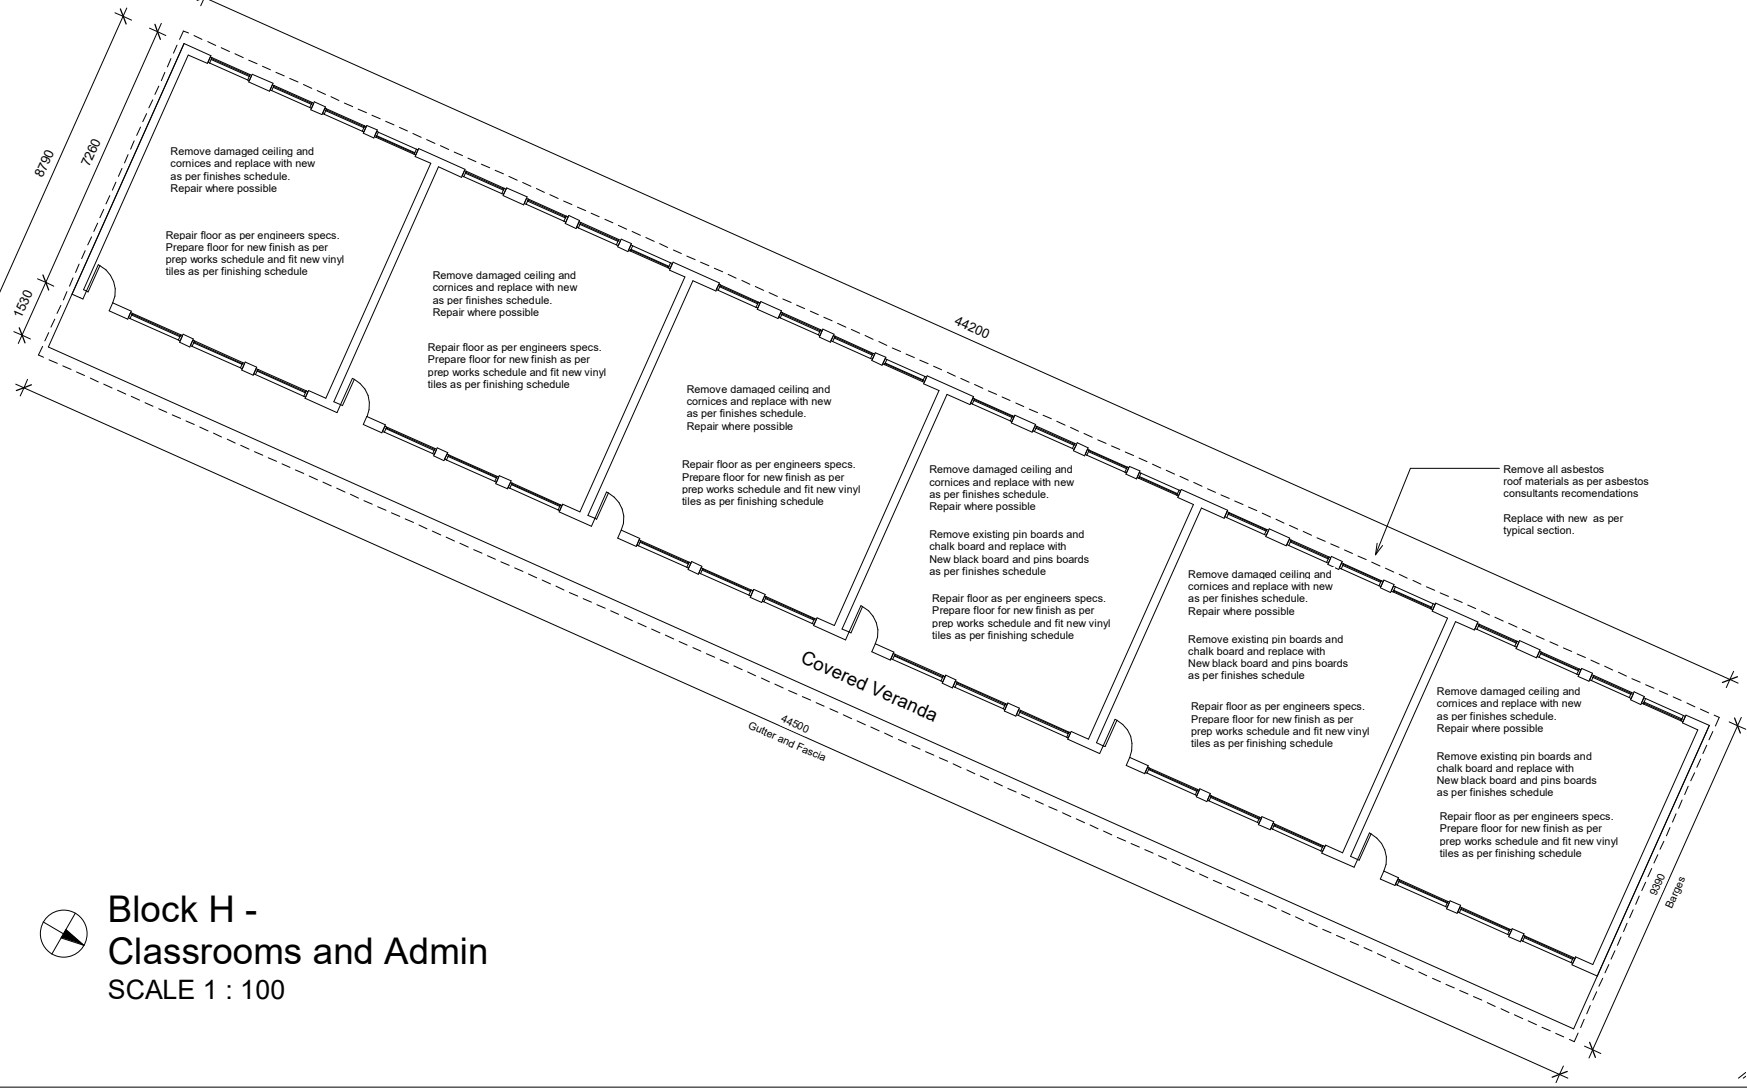 8790
7260
1530
Remove damaged ceiling and
cornices and replace with new
as per finishes schedule.
Repair where possible
Repair floor as per engineers specs.
Prepare floor for new finish as per
prep works schedule and fit new vinyl
tiles as per finishing schedule
Remove damaged ceiling and
cornices and replace with new
as per finishes schedule.
Repair where possible
Repair floor as per engineers specs.
Prepare floor for new finish as per
prep works schedule and fit new vinyl
tiles as per finishing schedule
Remove damaged ceiling and
cornices and replace with new
as per finishes schedule.
Repair where possible
Repair floor as per engineers specs.
Prepare floor for new finish as per
prep works schedule and fit new vinyl
tiles as per finishing schedule
44200
Remove damaged ceiling and
cornices and replace with new
as per finishes schedule.
Repair where possible
Remove existing pin boards and
chalk board and replace with
New black board and pins boards
as per finishes schedule
Repair floor as per engineers specs.
Prepare floor for new finish as per
prep works schedule and fit new vinyl
tiles as per finishing schedule
Remove all asbestos
roof materials as per asbestos
consultants recomendations
Replace with new as per
typical section.
Remove damaged ceiling and
cornices and replace with new
as per finishes schedule.
Repair where possible
Remove existing pin boards and
chalk board and replace with
New black board and pins boards
as per finishes schedule
Repair floor as per engineers specs.
Prepare floor for new finish as per
prep works schedule and fit new vinyl
tiles as per finishing schedule
Remove damaged ceiling and
cornices and replace with new
as per finishes schedule.
Repair where possible
Remove existing pin boards and
chalk board and replace with
New black board and pins boards
as per finishes schedule
Repair floor as per engineers specs.
Prepare floor for new finish as per
prep works schedule and fit new vinyl
tiles as per finishing schedule
Covered Veranda
44500
Gutter and Fascia
9390
Barges
Block H -
Classrooms and Admin
SCALE 1 : 100